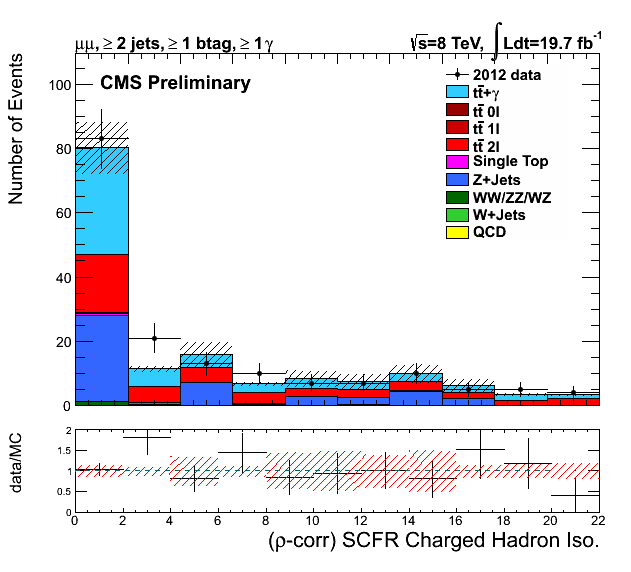 μμ, ≥ 2 jets, ≥ 1 btag, ≥ 1 γ
√s=8 TeV, ∫Ldt=19.7 fb⁻¹
CMS Preliminary
Number of Events
100
80
60
40
20
0
2012 data
tt̄+γ
tt̄ 0l
tt̄ 1l
tt̄ 2l
Single Top
Z+Jets
WW/ZZ/WZ
W+Jets
QCD
data/MC
2
1.5
1
0.5
0
0 2 4 6 8 10 12 14 16 18 20 22
(ρ-corr) SCFR Charged Hadron Iso.